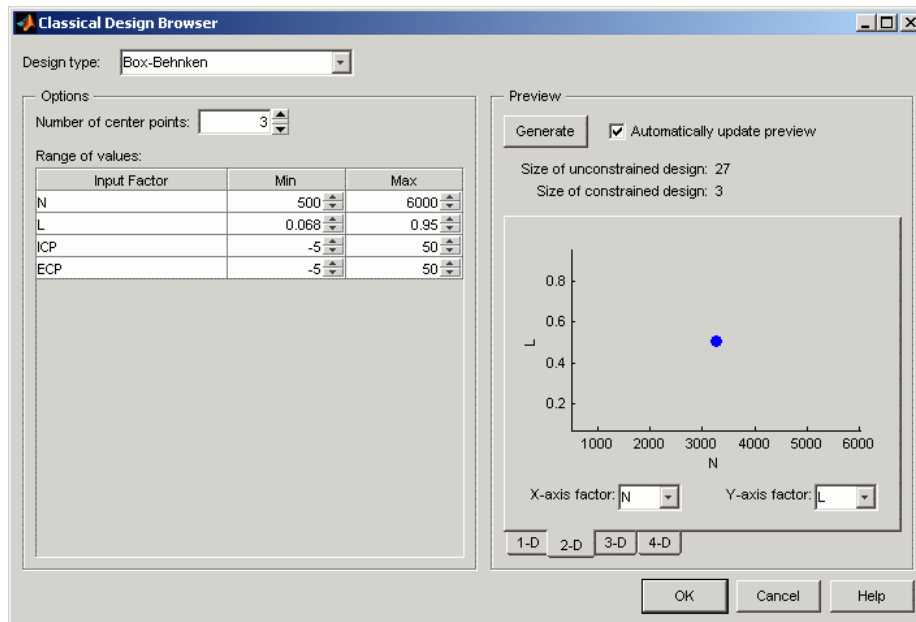 Classical Design Browser
Design type: Box-Behnken
Options
Number of center points: 3
Range of values:
Input Factor Min Max
N 500 6000
L 0.068 0.95
ICP -5 50
ECP -5 50
Preview
Generate Automatically update preview
Size of unconstrained design: 27
Size of constrained design: 3
0.8
0.6
L
0.4
0.2
1000 2000 3000 4000 5000 6000
N
X-axis factor: N Y-axis factor: L
1-D 2-D 3-D 4-D
OK Cancel Help